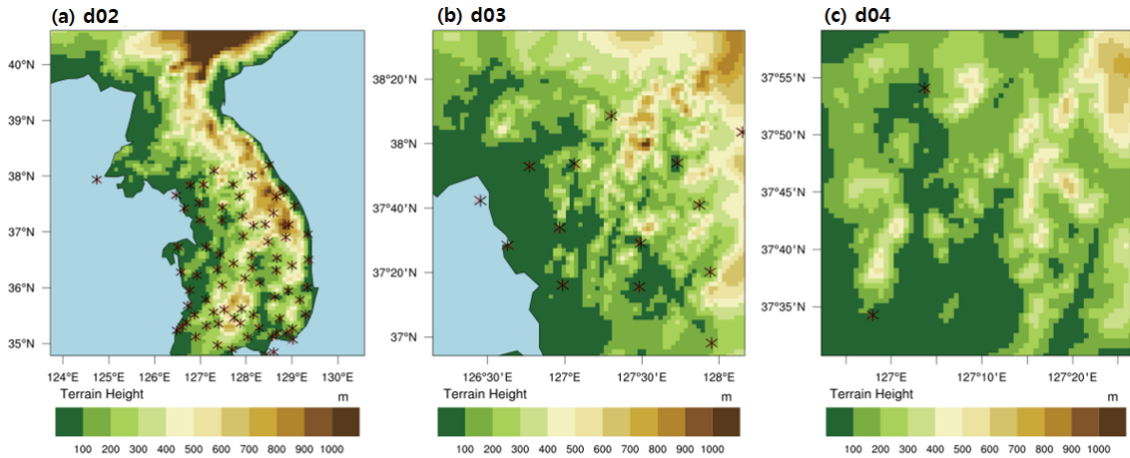 (a) d02
40°N
39°N
38°N
37°N
36°N
35°N
124°E 125°E 126°E 127°E 128°E 129°E 130°E
Terrain Height m
100 200 300 400 500 600 700 800 900 1000
(b) d03
38°20'N
38°N
37°40'N
37°20'N
37°N
126°30'E 127°E 127°30'E 128°E
Terrain Height m
100 200 300 400 500 600 700 800 900 1000
(c) d04
37°55'N
37°50'N
37°45'N
37°40'N
37°35'N
127°E 127°10'E 127°20'E
Terrain Height m
100 200 300 400 500 600 700 800 900 1000